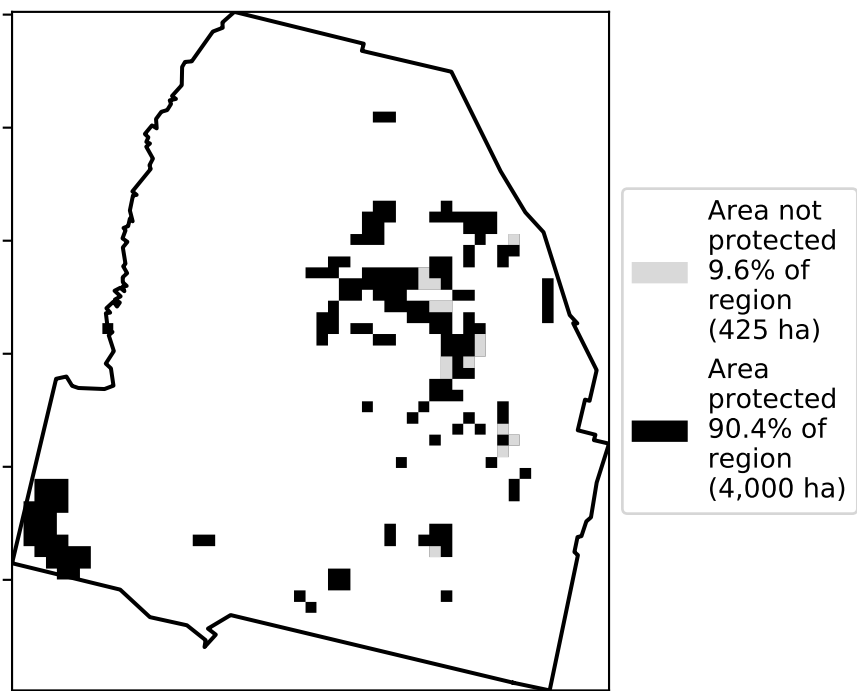 Area not
protected
9.6% of
region
(425 ha)
Area
protected
90.4% of
region
(4,000 ha)